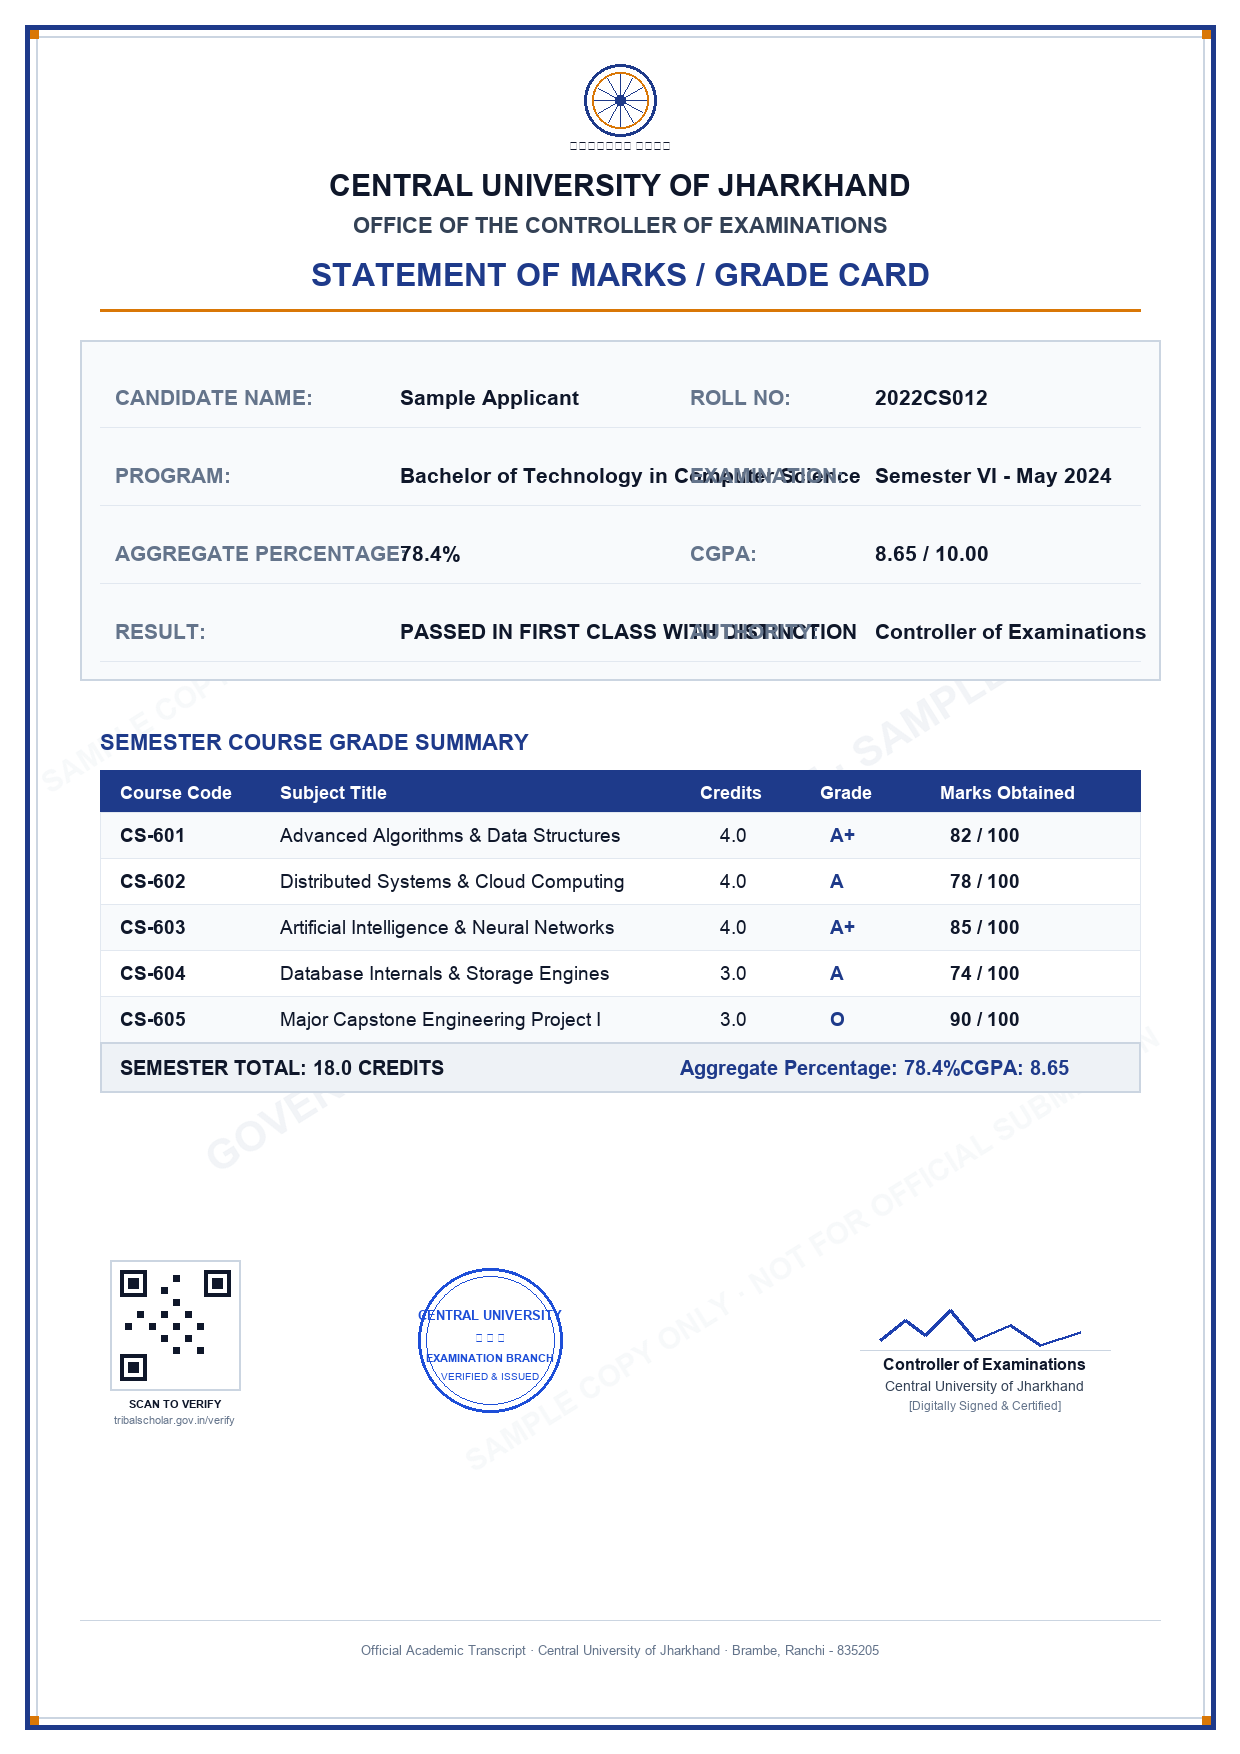 CENTRAL UNIVERSITY OF JHARKHAND
OFFICE OF THE CONTROLLER OF EXAMINATIONS
STATEMENT OF MARKS / GRADE CARD
CANDIDATE NAME: Sample Applicant ROLL NO: 2022CS012
PROGRAM: Bachelor of Technology in Computer Science EXAMINATION: Semester VI - May 2024
AGGREGATE PERCENTAGE: 78.4% CGPA: 8.65 / 10.00
RESULT: PASSED IN FIRST CLASS WITH DISTINCTION AUTHORITY: Controller of Examinations
SAMPLE COPY
SAMPLE
SEMESTER COURSE GRADE SUMMARY
Course Code Subject Title Credits Grade Marks Obtained
CS-601 Advanced Algorithms & Data Structures 4.0 A+ 82 / 100
CS-602 Distributed Systems & Cloud Computing 4.0 A 78 / 100
CS-603 Artificial Intelligence & Neural Networks 4.0 A+ 85 / 100
CS-604 Database Internals & Storage Engines 3.0 A 74 / 100
CS-605 Major Capstone Engineering Project I 3.0 O 90 / 100
SEMESTER TOTAL: 18.0 CREDITS Aggregate Percentage: 78.4%CGPA: 8.65
SAMPLE COPY ONLY · NOT FOR OFFICIAL
CENTRAL UNIVERSITY
EXAMINATION BRANCH
VERIFIED & ISSUED
Controller of Examinations
Central University of Jharkhand
[Digitally Signed & Certified]
SCAN TO VERIFY
tribalscholar.gov.in/verify
Official Academic Transcript · Central University of Jharkhand · Brambe, Ranchi - 835205